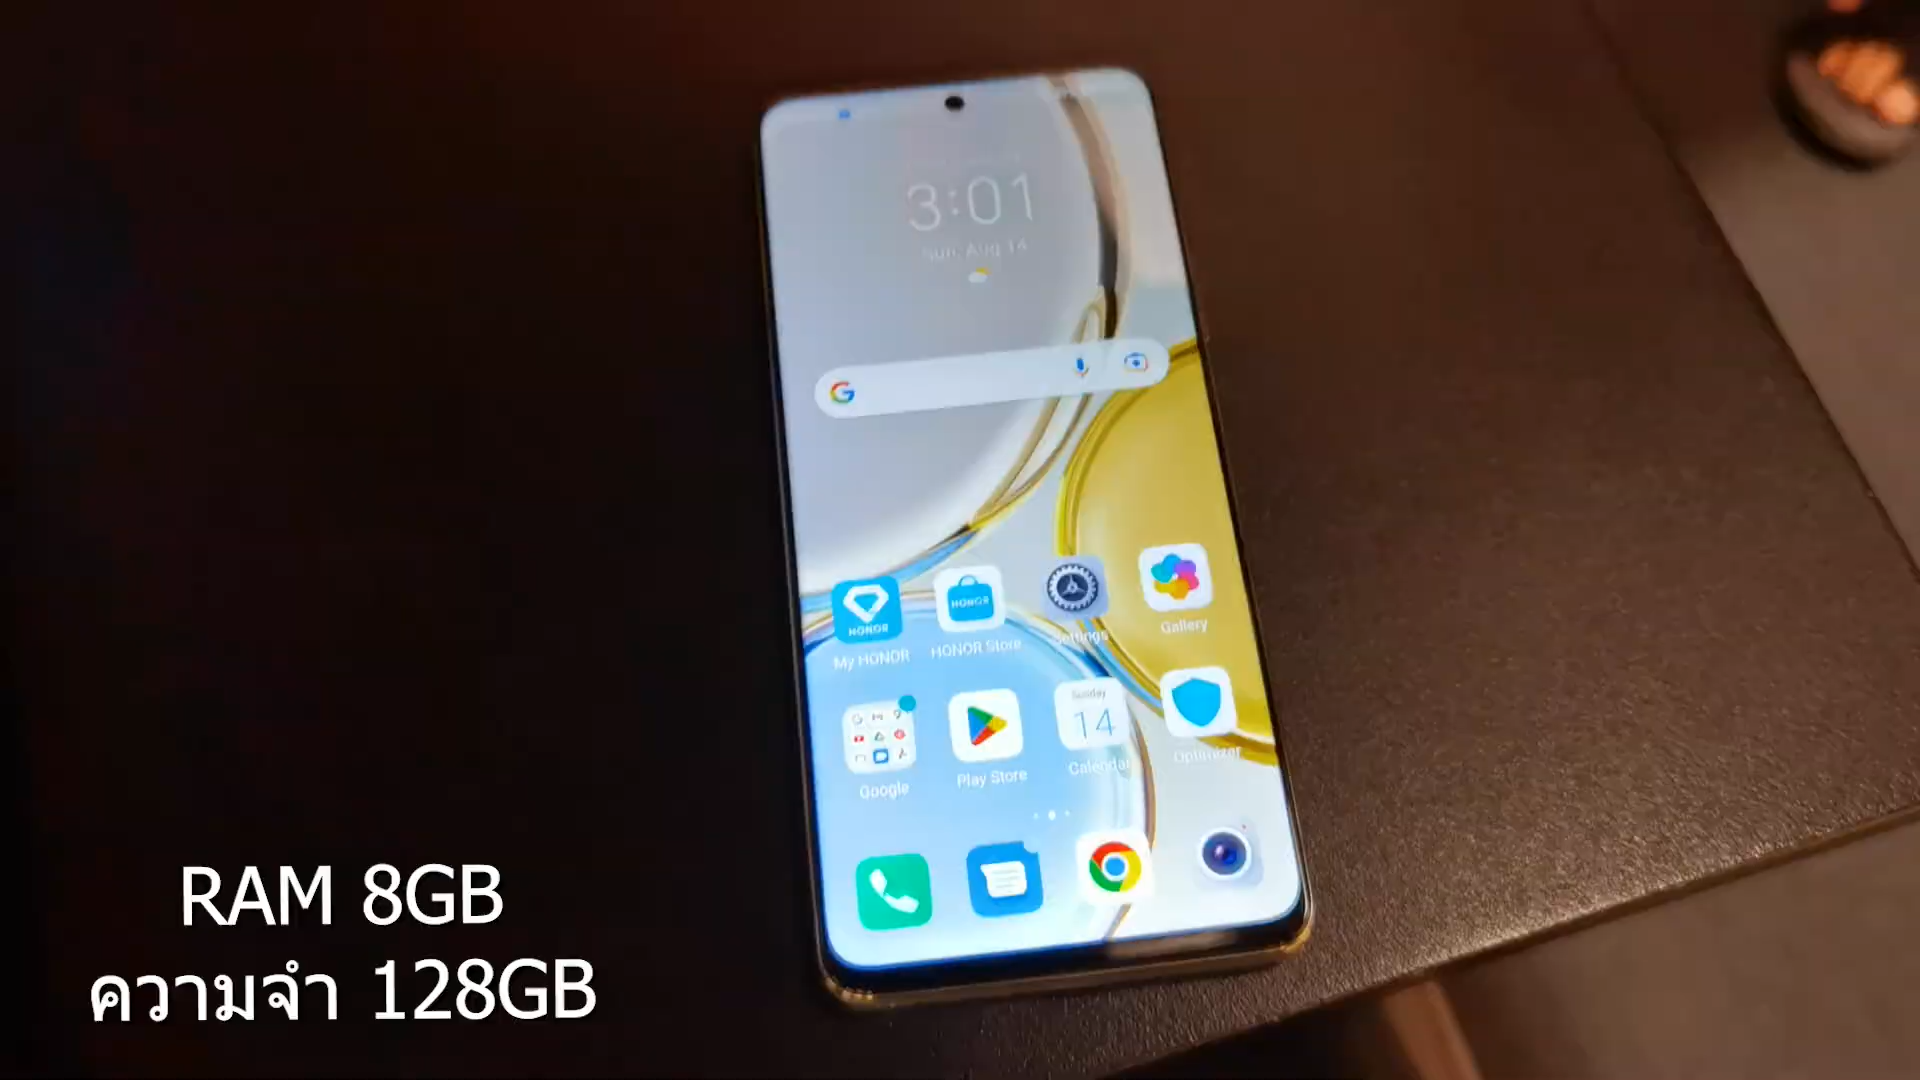 3:01
Sun, Aug 14
HONOR
HONOR
My HONOR
HONOR Store
Settings
Gallery
Sunday
14
Google
Play Store
Calendar
Optimizer
RAM 8GB
ความจำ 128GB